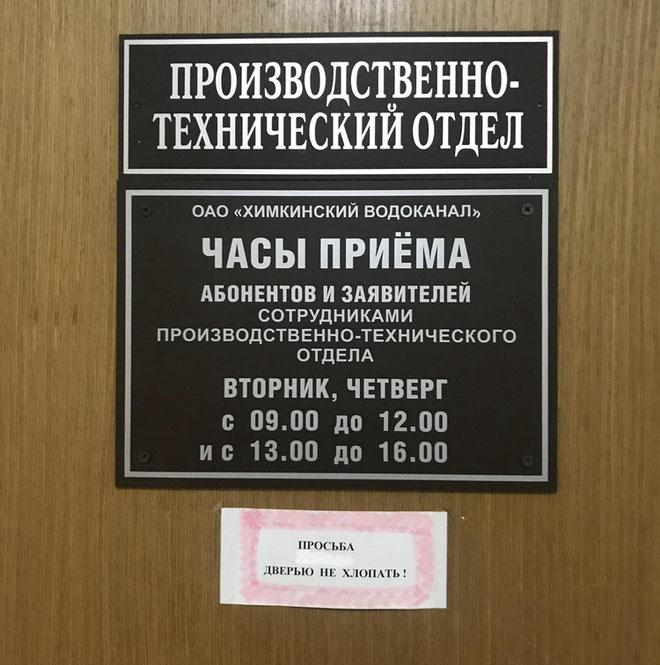 ПРОИЗВОДСТВЕННО-
ТЕХНИЧЕСКИЙ ОТДЕЛ
ОАО «ХИМКИНСКИЙ ВОДОКАНАЛ»
ЧАСЫ ПРИЁМА
АБОНЕНТОВ И ЗАЯВИТЕЛЕЙ
СОТРУДНИКАМИ
ПРОИЗВОДСТВЕННО-ТЕХНИЧЕСКОГО
ОТДЕЛА
ВТОРНИК, ЧЕТВЕРГ
с 09.00 до 12.00
и с 13.00 до 16.00
ПРОСЬБА
ДВЕРЬЮ НЕ ХЛОПАТЬ!